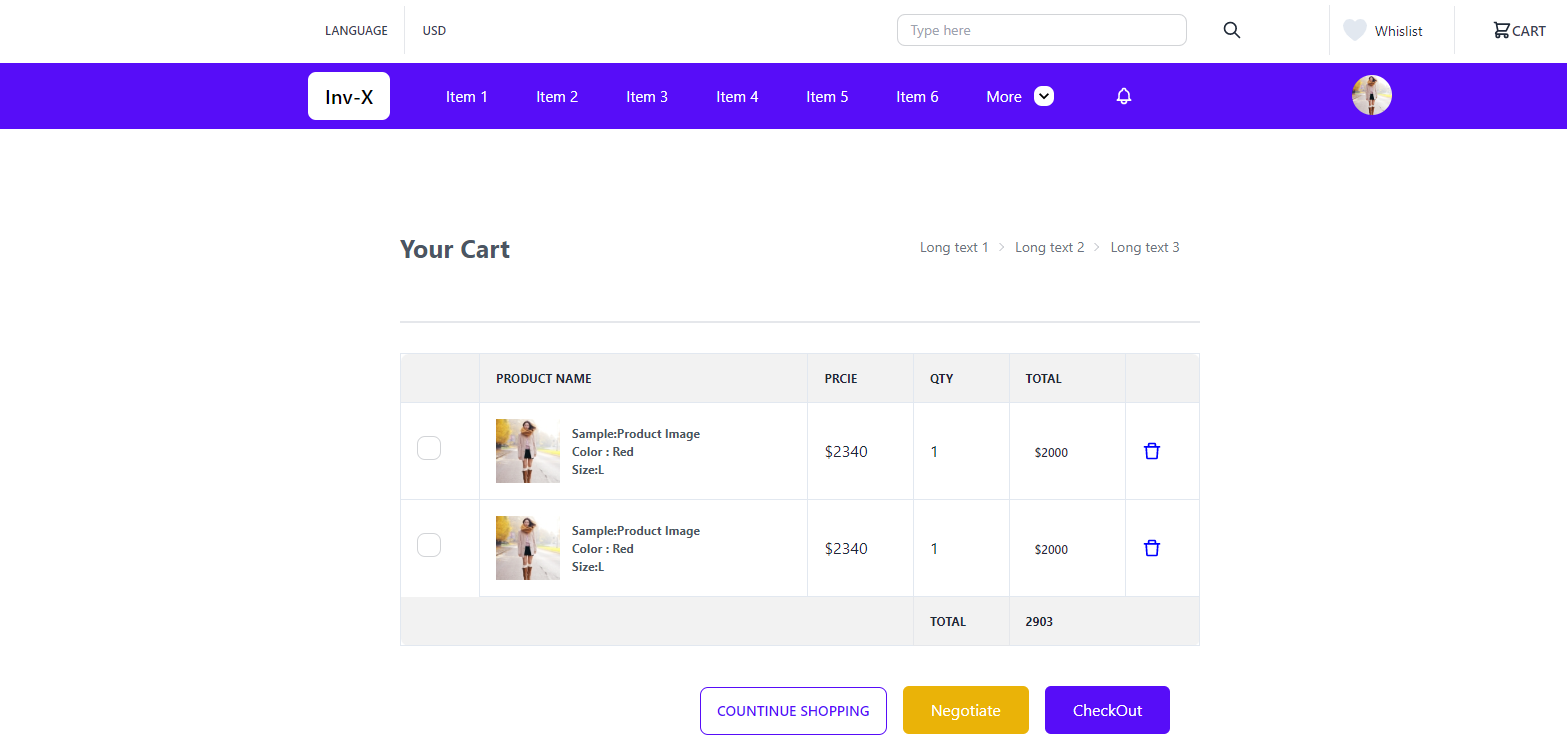 LANGUAGE USD Type here Whislist CART
Inv-X Item 1 Item 2 Item 3 Item 4 Item 5 Item 6 More
Your Cart Long text 1 Long text 2 Long text 3
PRODUCT NAME PRCIE QTY TOTAL
Sample:Product Image
Color : Red
Size:L
$2340 1 $2000
Sample:Product Image
Color : Red
Size:L
$2340 1 $2000
TOTAL 2903
COUNTINUE SHOPPING Negotiate CheckOut